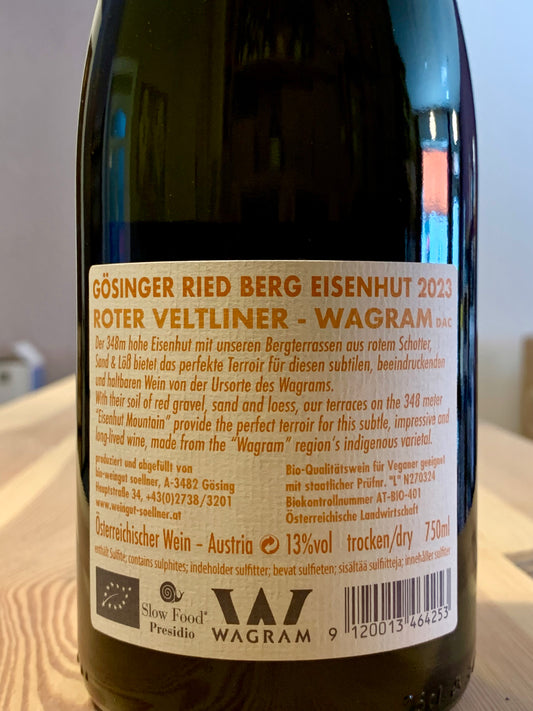 GÖSINGER RIED BERG EISENHUT 2023
ROTER VELTLINER - WAGRAM DAC
Der 348m hohe Eisenhut mit unseren Bergterrassen aus rotem Schotter,
Sand & Löß bietet das perfekte Terroir für diesen subtilen, beeindruckenden
und haltbaren Wein von der Ursorte des Wagrams.
With their soil of red gravel, sand and loess, our terraces on the 348 meter
"Eisenhut Mountain" provide the perfect terroir for this subtle, impressive and
long-lived wine, made from the "Wagram" region's indigenous varietal.
produziert und abgefüllt von
bio-weingut soellner, A-3482 Gösing
Hauptstraße 34, +43(0)2738/3201
www.weingut-soellner.at
Bio-Qualitätswein für Veganer geeignet
mit staatlicher Prüfnr. "L" N270324
Biokontrollnummer AT-BIO-401
Österreichische Landwirtschaft
Österreichischer Wein – Austria 13%vol trocken/dry 750ml
enthält Sulfite; contains sulphites; indeholder sulfitter; bevat sulfieten; sisältää sulfitteja; innehåller sulfiter
Slow Food®
Presidio
WAGRAM
9 120013 464253